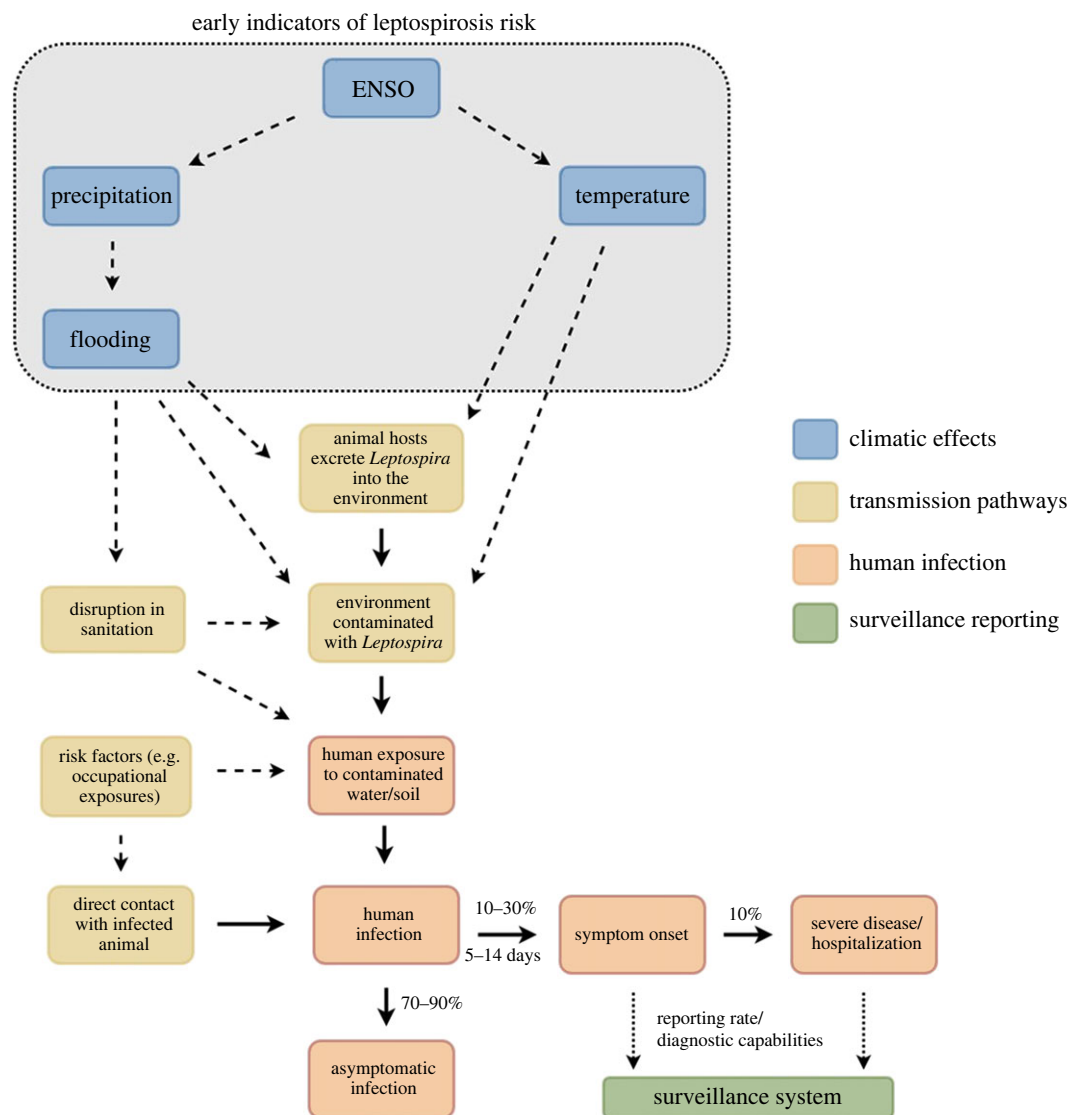 early indicators of leptospirosis risk
ENSO
precipitation
temperature
flooding
animal hosts
excrete Leptospira
into the
environment
climatic effects
transmission pathways
human infection
surveillance reporting
disruption in
sanitation
environment
contaminated
with Leptospira
risk factors (e.g.
occupational
exposures)
human exposure
to contaminated
water/soil
direct contact
with infected
animal
human
infection
10–30%
5–14 days
symptom onset
10%
severe disease/
hospitalization
70–90%
reporting rate/
diagnostic capabilities
asymptomatic
infection
surveillance system